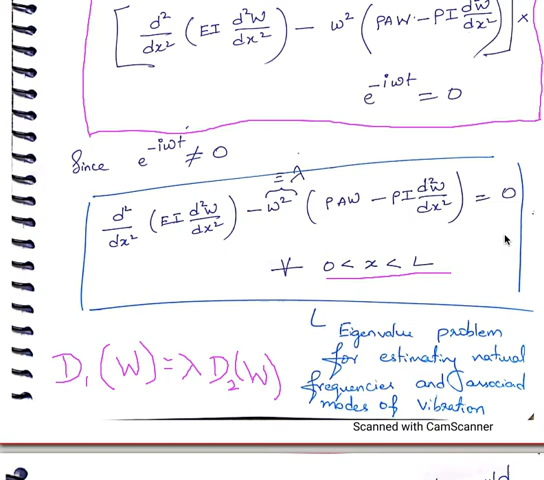 [ d²/dx² (EI d²W/dx²) − ω² (ρAW − ρI d²W/dx²) ] ×
e^(−iωt) = 0
Since e^(−iωt) ≠ 0
≡ λ
d²/dx² (EI d²W/dx²) − ω² (ρAW − ρI d²W/dx²) = 0
∀ 0 < x < L
Eigenvalue problem
for estimating natural
D₁(W) = λ D₂(W)
frequencies and associated
modes of vibration
Scanned with CamScanner